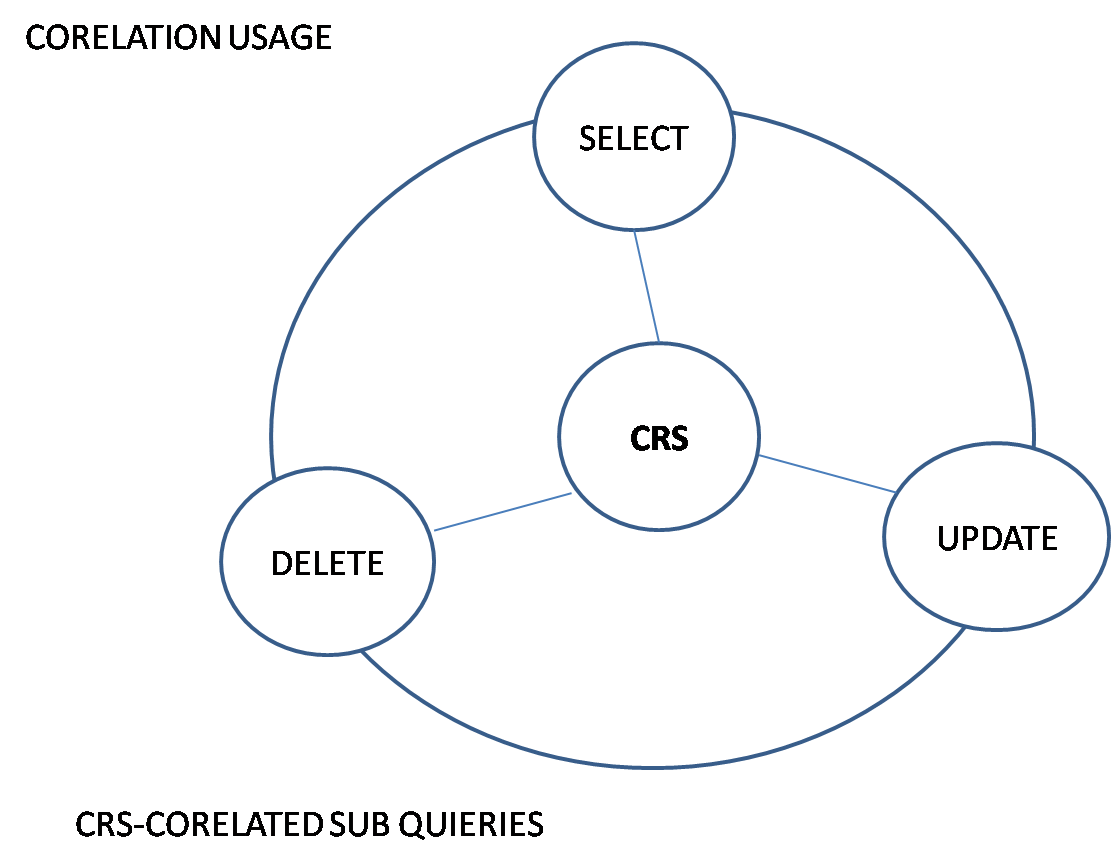 CORELATION USAGE
SELECT
CRS
UPDATE
DELETE
CRS-CORELATED SUB QUIERIES